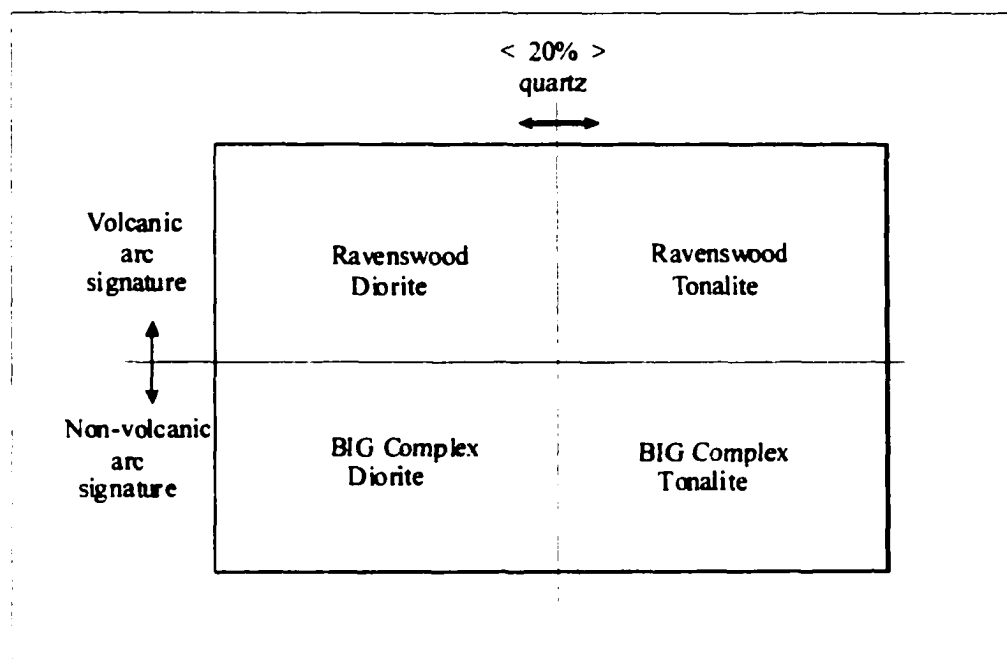 < 20% >
quartz
Volcanic
arc
signature
Ravenswood
Diorite
Ravenswood
Tonalite
Non-volcanic
arc
signature
BIG Complex
Diorite
BIG Complex
Tonalite